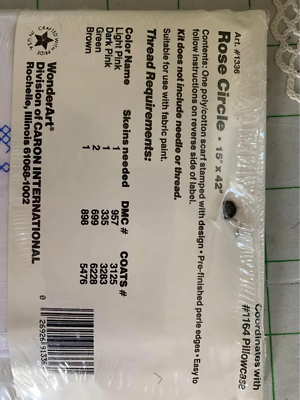 Art. #1336
Rose Circle • 15" x 42"
Contents: One poly/cotton scarf stamped with design • Pre-finished perle edges • Easy to
follow instructions on reverse side of label.
Kit does not include needle or thread.
Suitable for use with fabric paint.
Thread Requirements:
Color Name Skeins needed DMC # COATS #
Light Pink 1 957 3125
Dark Pink 1 335 3283
Green 2 699 6228
Brown 1 898 5476
WonderArt®
Division of CARON INTERNATIONAL
Rochelle, Illinois 61068-1002
Coordinates with
#1164 Pillowcase
0 26926 91336